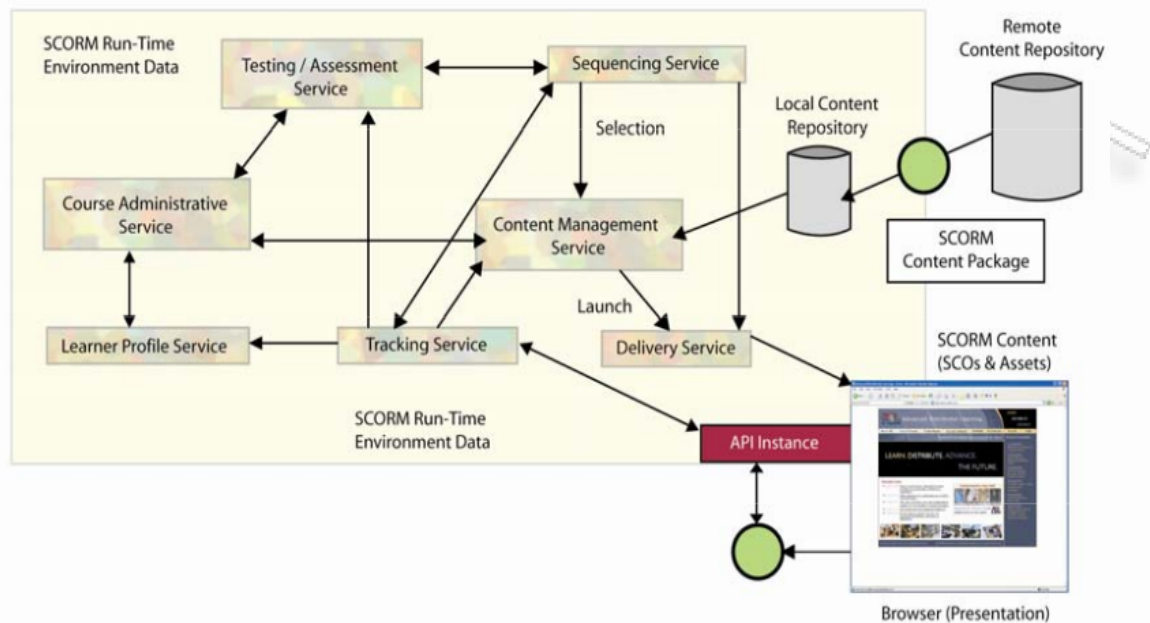 SCORM Run-Time
Environment Data
Testing / Assessment
Service
Sequencing Service
Remote
Content Repository
Selection
Local Content
Repository
Course Administrative
Service
Content Management
Service
SCORM
Content Package
Launch
Learner Profile Service
Tracking Service
Delivery Service
SCORM Content
(SCOs & Assets)
SCORM Run-Time
Environment Data
API Instance
LEARN. DISTRIBUTE. ADVANCE.
THE FUTURE.
Browser (Presentation)